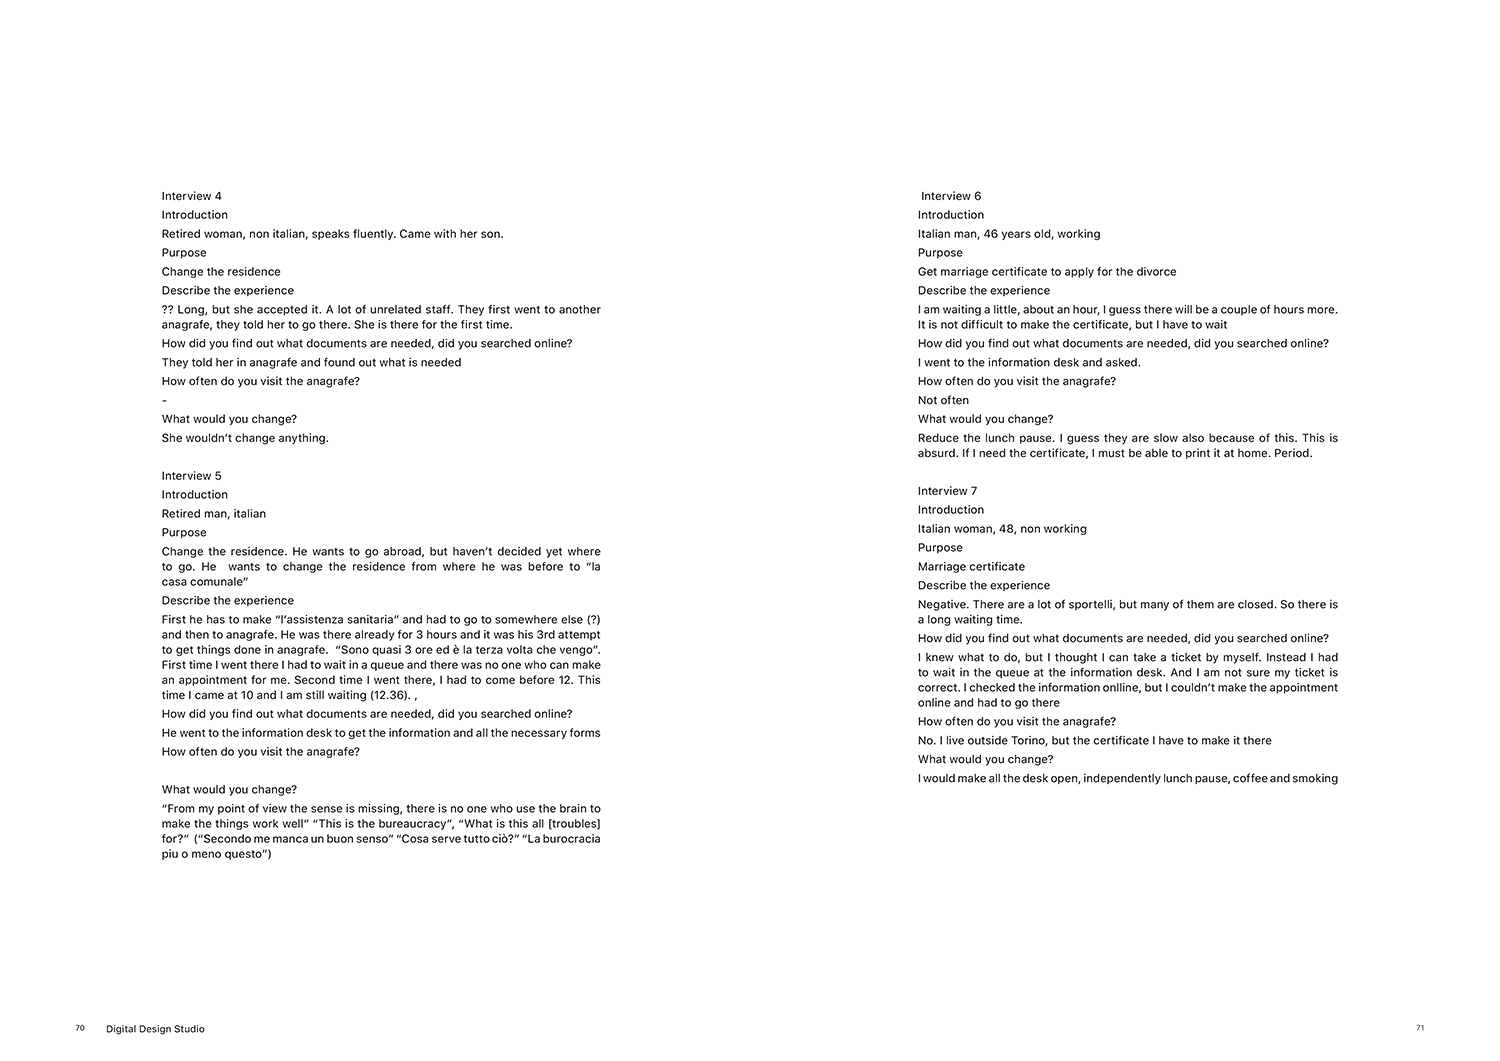 Interview 4
Introduction
Retired woman, non italian, speaks fluently. Came with her son.
Purpose
Change the residence
Describe the experience
?? Long, but she accepted it. A lot of unrelated staff. They first went to another
anagrafe, they told her to go there. She is there for the first time.
How did you find out what documents are needed, did you searched online?
They told her in anagrafe and found out what is needed
How often do you visit the anagrafe?
-
What would you change?
She wouldn’t change anything.
Interview 5
Introduction
Retired man, italian
Purpose
Change the residence. He wants to go abroad, but haven’t decided yet where
to go. He  wants to change the residence from where he was before to “la
casa comunale”
Describe the experience
First he has to make “l’assistenza sanitaria” and had to go to somewhere else (?)
and then to anagrafe. He was there already for 3 hours and it was his 3rd attempt
to get things done in anagrafe.  “Sono quasi 3 ore ed è la terza volta che vengo”.
First time I went there I had to wait in a queue and there was no one who can make
an appointment for me. Second time I went there, I had to come before 12. This
time I came at 10 and I am still waiting (12.36). ,
How did you find out what documents are needed, did you searched online?
He went to the information desk to get the information and all the necessary forms
How often do you visit the anagrafe?
What would you change?
“From my point of view the sense is missing, there is no one who use the brain to
make the things work well” “This is the bureaucracy”, “What is this all [troubles]
for?”  (“Secondo me manca un buon senso” “Cosa serve tutto ciò?” “La burocracia
piu o meno questo”)
70 Digital Design Studio
Interview 6
Introduction
Italian man, 46 years old, working
Purpose
Get marriage certificate to apply for the divorce
Describe the experience
I am waiting a little, about an hour, I guess there will be a couple of hours more.
It is not difficult to make the certificate, but I have to wait
How did you find out what documents are needed, did you searched online?
I went to the information desk and asked.
How often do you visit the anagrafe?
Not often
What would you change?
Reduce the lunch pause. I guess they are slow also because of this. This is
absurd. If I need the certificate, I must be able to print it at home. Period.
Interview 7
Introduction
Italian woman, 48, non working
Purpose
Marriage certificate
Describe the experience
Negative. There are a lot of sportelli, but many of them are closed. So there is
a long waiting time.
How did you find out what documents are needed, did you searched online?
I knew what to do, but I thought I can take a ticket by myself. Instead I had
to wait in the queue at the information desk. And I am not sure my ticket is
correct. I checked the information onlline, but I couldn’t make the appointment
online and had to go there
How often do you visit the anagrafe?
No. I live outside Torino, but the certificate I have to make it there
What would you change?
I would make all the desk open, independently lunch pause, coffee and smoking
71